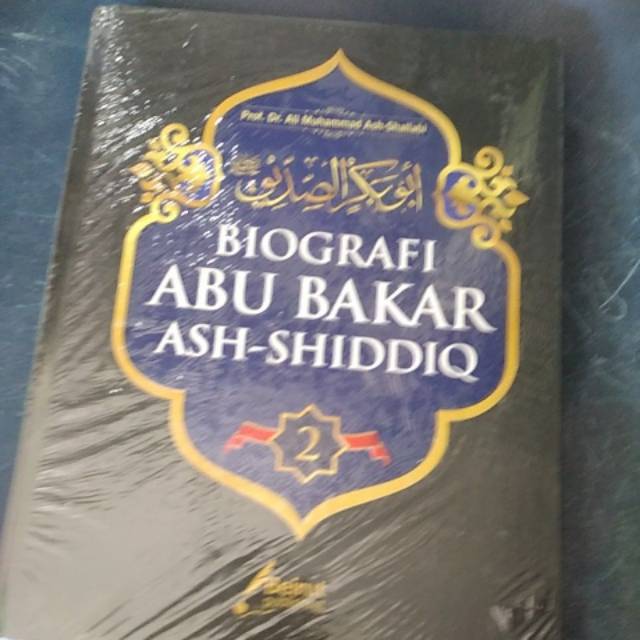 Prof. Dr. Ali Muhammad Ash-Shallabi
أبو بكر الصديق
BIOGRAFI
ABU BAKAR
ASH-SHIDDIQ
2